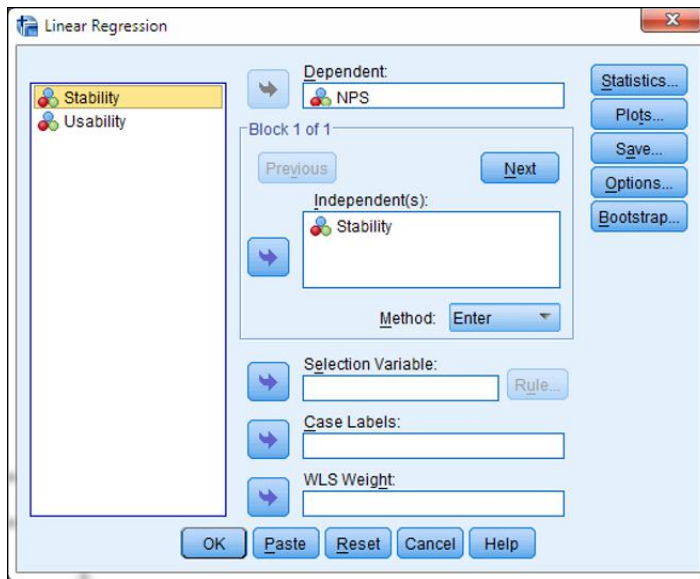 Linear Regression
Stability
Usability
Dependent:
NPS
Block 1 of 1
Previous
Next
Independent(s):
Stability
Method:
Enter
Selection Variable:
Rule...
Case Labels:
WLS Weight:
Statistics...
Plots...
Save...
Options...
Bootstrap...
OK
Paste
Reset
Cancel
Help